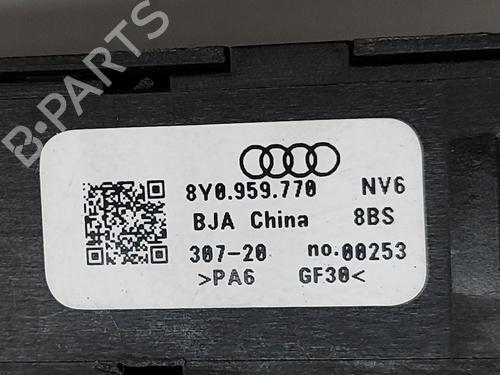 B-PARTS
8Y0.959.770 NV6
BJA China 8BS
307-20 no.00253
>PA6 GF30<